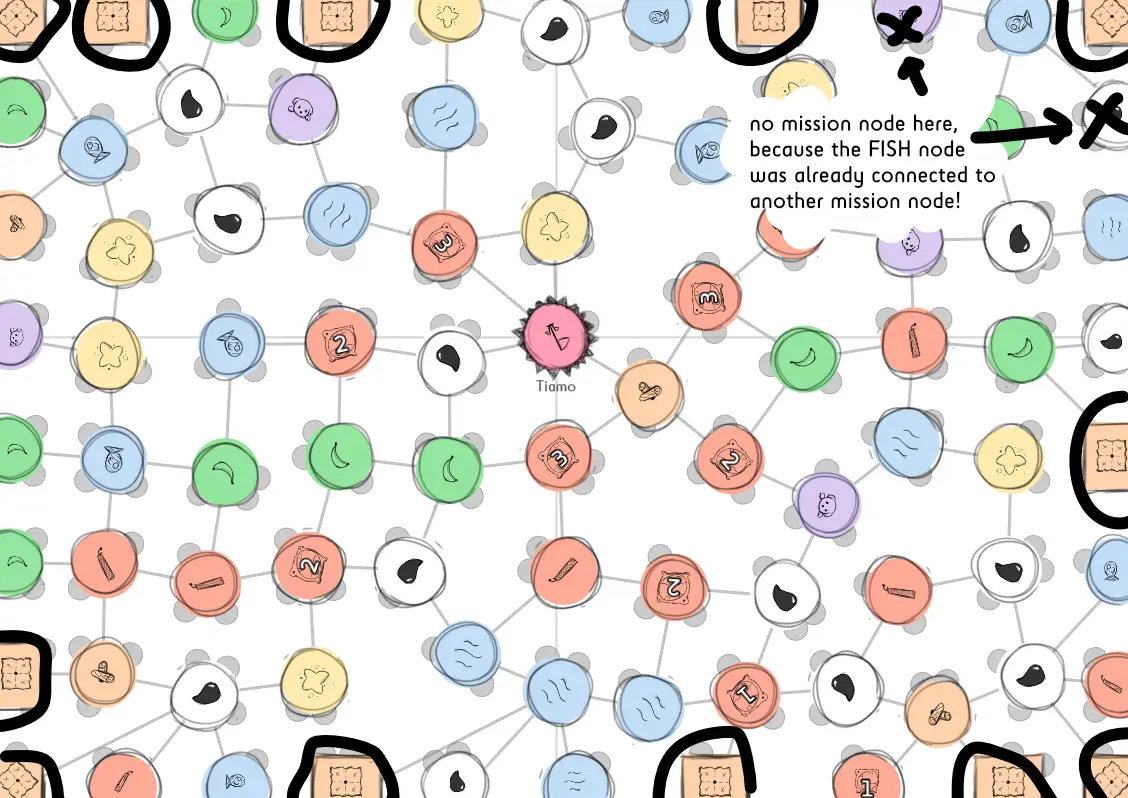 no mission node here,
because the FISH node
was already connected to
another mission node!
3
3
2
Tiamo
3
2
2
2
1
1